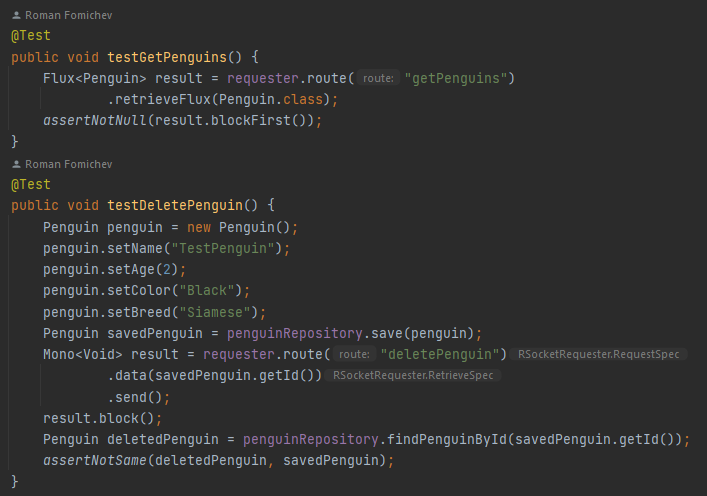 Roman Fomichev
@Test
public void testGetPenguins() {
    Flux<Penguin> result = requester.route( route: "getPenguins")
            .retrieveFlux(Penguin.class);
    assertNotNull(result.blockFirst());
}
Roman Fomichev
@Test
public void testDeletePenguin() {
    Penguin penguin = new Penguin();
    penguin.setName("TestPenguin");
    penguin.setAge(2);
    penguin.setColor("Black");
    penguin.setBreed("Siamese");
    Penguin savedPenguin = penguinRepository.save(penguin);
    Mono<Void> result = requester.route( route: "deletePenguin") RSocketRequester.RequestSpec
            .data(savedPenguin.getId()) RSocketRequester.RetrieveSpec
            .send();
    result.block();
    Penguin deletedPenguin = penguinRepository.findPenguinById(savedPenguin.getId());
    assertNotSame(deletedPenguin, savedPenguin);
}